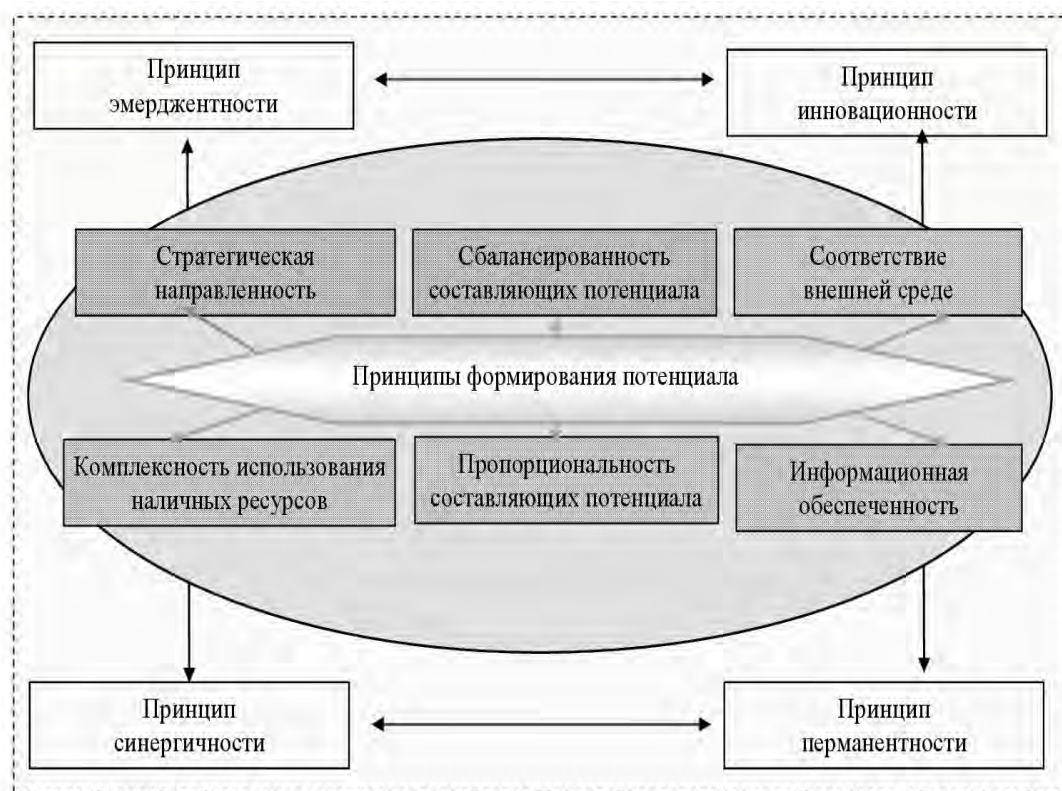 Принцип
эмерджентности
Принцип
инновационности
Стратегическая
направленность
Сбалансированность
составляющих потенциала
Соответствие
внешней среде
Принципы формирования потенциала
Комплексность использования
наличных ресурсов
Пропорциональность
составляющих потенциала
Информационная
обеспеченность
Принцип
синергичности
Принцип
перманентности